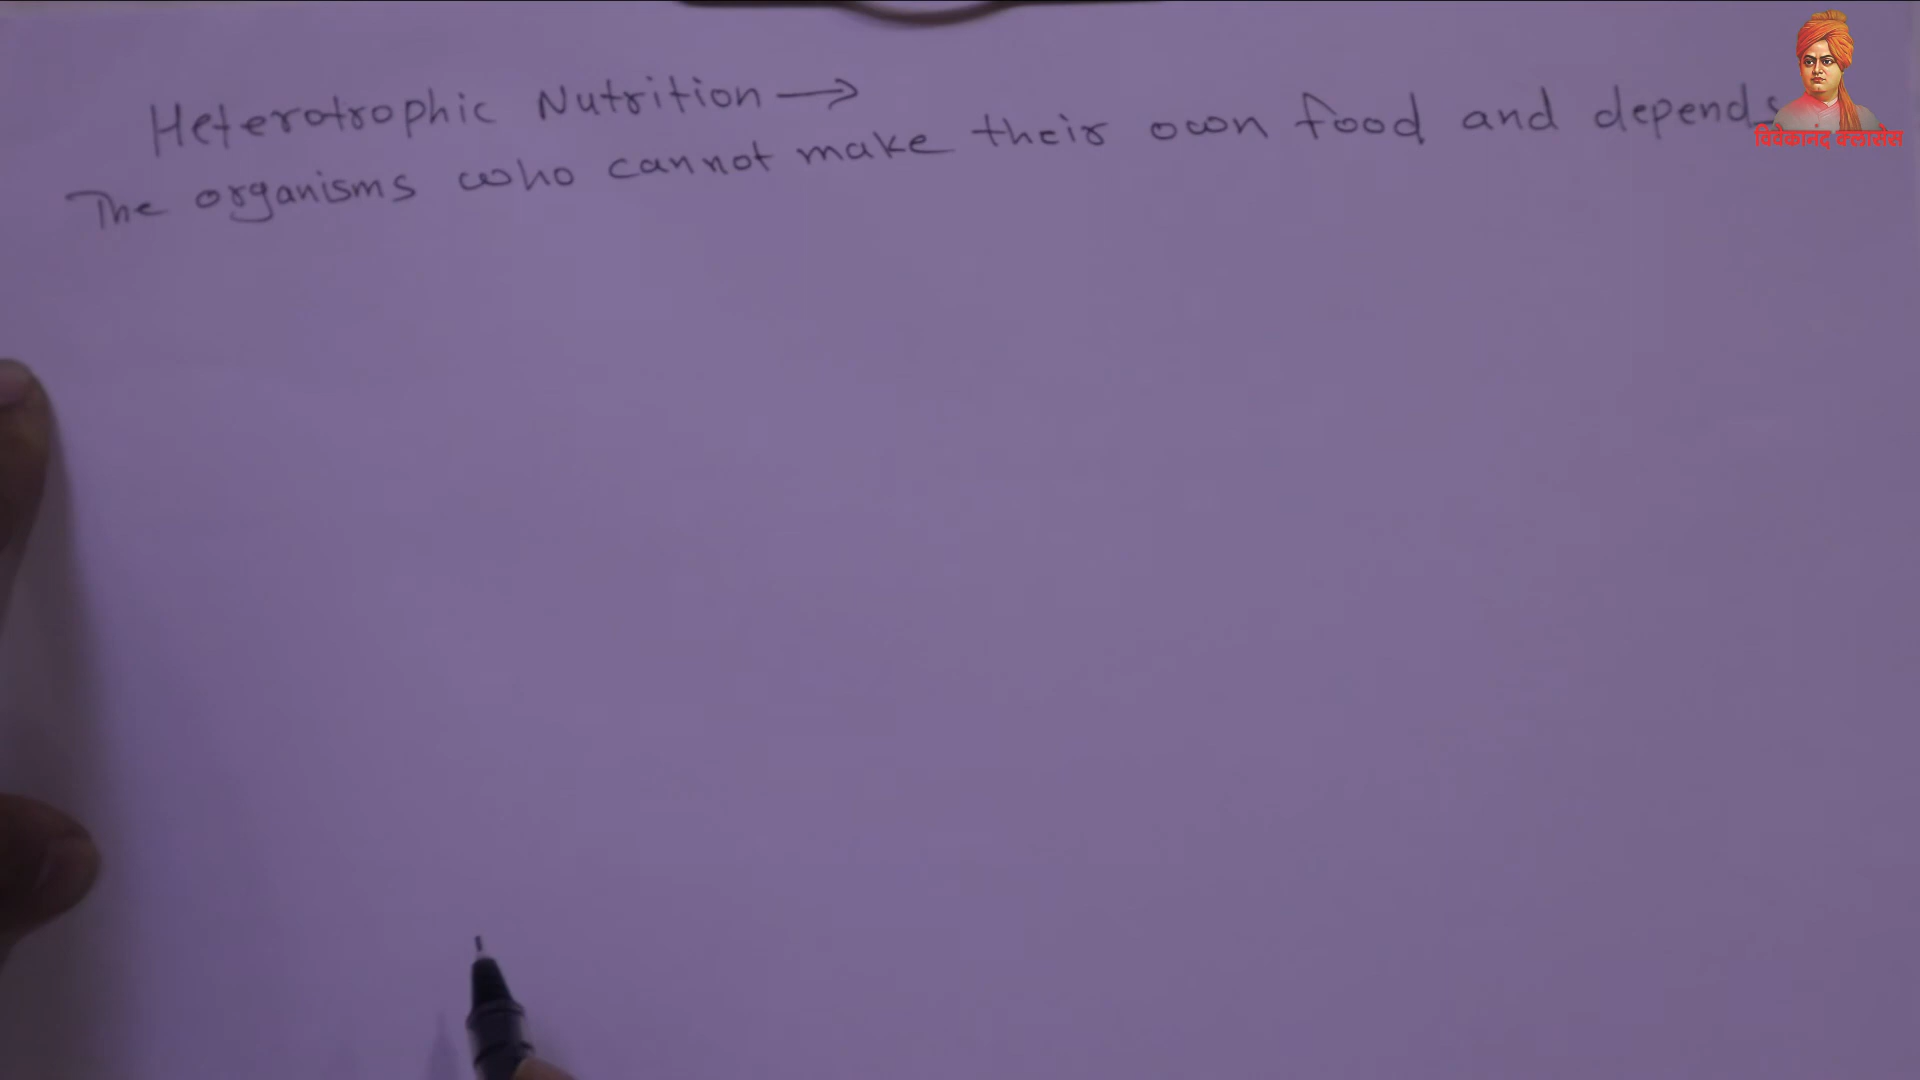 Heterotrophic Nutrition →
The organisms who cannot make their own food and depends
विवेकानंद क्लासेस